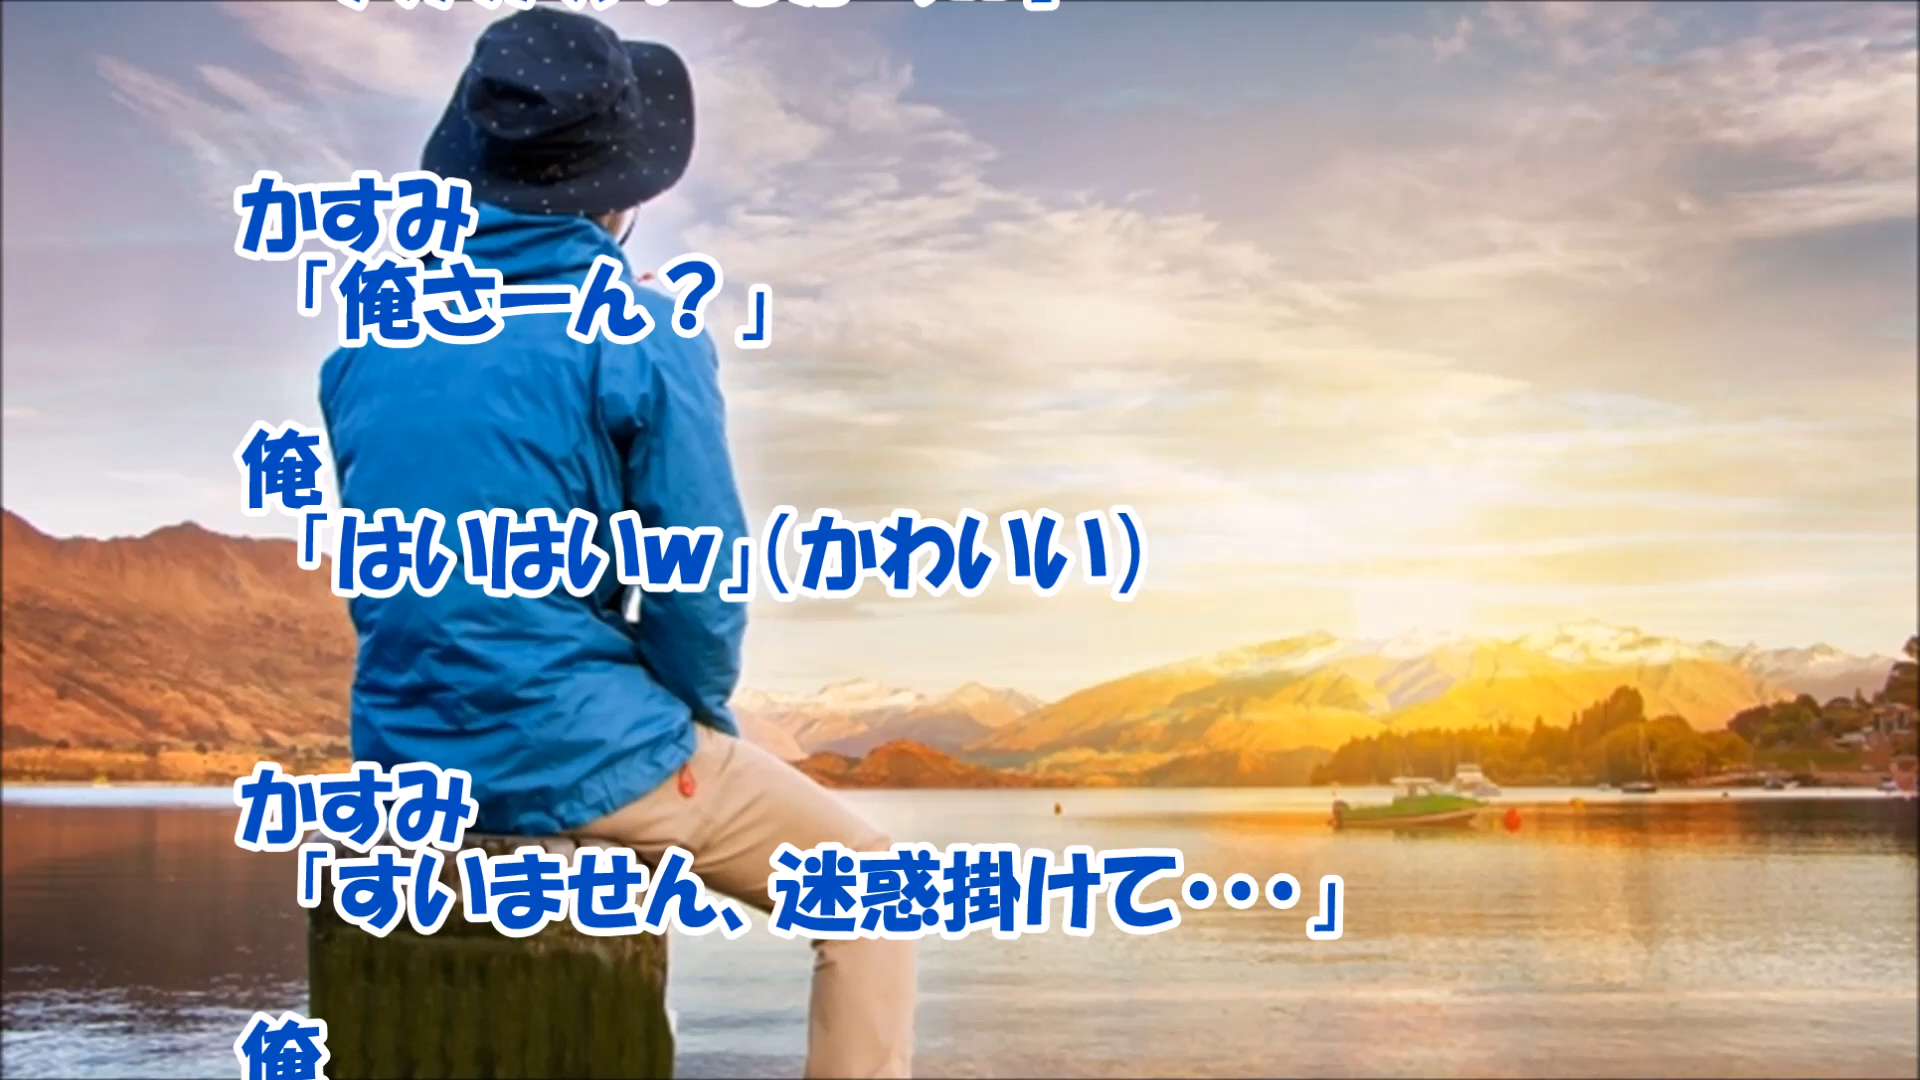 かすみ
「俺さーん？」
俺
「はいはいw」(かわいい)
かすみ
「すいません、迷惑掛けて・・・」
俺